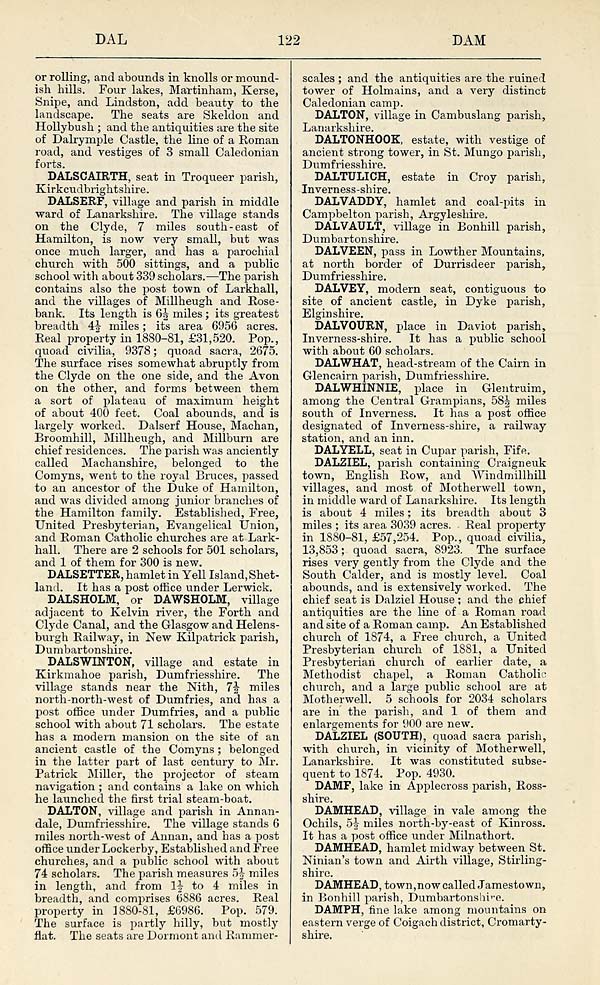 DAL 122 DAM
or rolling, and abounds in knolls or mound-
ish hills. Four lakes, Martinham, Kerse,
Snipe, and Lindston, add beauty to the
landscape. The seats are Skeldon and
Hollybush; and the antiquities are the site
of Dalrymple Castle, the line of a Roman
road, and vestiges of 3 small Caledonian
forts.
DALSCAIRTH, seat in Troqueer parish,
Kirkcudbrightshire.
DALSERF, village and parish in middle
ward of Lanarkshire. The village stands
on the Clyde, 7 miles south-east of
Hamilton, is now very small, but was
once much larger, and has a parochial
church with 500 sittings, and a public
school with about 339 scholars.—The parish
contains also the post town of Larkhall,
and the villages of Millheugh and Rose-
bank. Its length is 6½ miles; its greatest
breadth 4½ miles; its area 6956 acres.
Real property in 1880-81, £31,520. Pop.,
quoad civilia, 9378; quoad sacra, 2675.
The surface rises somewhat abruptly from
the Clyde on the one side, and the Avon
on the other, and forms between them
a sort of plateau of maximum height
of about 400 feet. Coal abounds, and is
largely worked. Dalserf House, Machan,
Broomhill, Millheugh, and Millburn are
chief residences. The parish was anciently
called Machanshire, belonged to the
Comyns, went to the royal Bruces, passed
to an ancestor of the Duke of Hamilton,
and was divided among junior branches of
the Hamilton family. Established, Free,
United Presbyterian, Evangelical Union,
and Roman Catholic churches are at Lark-
hall. There are 2 schools for 501 scholars,
and 1 of them for 300 is new.
DALSETTER, hamlet in Yell Island, Shet-
land. It has a post office under Lerwick.
DALSHOLM, or DAWSHOLM, village
adjacent to Kelvin river, the Forth and
Clyde Canal, and the Glasgow and Helens-
burgh Railway, in New Kilpatrick parish,
Dumbartonshire.
DALSWINTON, village and estate in
Kirkmahoe parish, Dumfriesshire. The
village stands near the Nith, 7½ miles
north-north-west of Dumfries, and has a
post office under Dumfries, and a public
school with about 71 scholars. The estate
has a modern mansion on the site of an
ancient castle of the Comyns; belonged
in the latter part of last century to Mr.
Patrick Miller, the projector of steam
navigation; and contains a lake on which
he launched the first trial steam-boat.
DALTON, village and parish in Annan-
dale, Dumfriesshire. The village stands 6
miles north-west of Annan, and has a post
office under Lockerby, Established and Free
churches, and a public school with about
74 scholars. The parish measures 5½ miles
in length, and from 1½ to 4 miles in
breadth, and comprises 6886 acres. Real
property in 1880-81, £6986. Pop. 579.
The surface is partly hilly, but mostly
flat. The seats are Dormont and Rammer-
scales; and the antiquities are the ruined
tower of Holmains, and a very distinct
Caledonian camp.
DALTON, village in Cambuslang parish,
Lanarkshire.
DALTONHOOK, estate, with vestige of
ancient strong tower, in St. Mungo parish,
Dumfriesshire.
DALTULICH, estate in Croy parish,
Inverness-shire.
DALVADDY, hamlet and coal-pits in
Campbelton parish, Argyleshire.
DALVAULT, village in Bonhill parish,
Dumbartonshire.
DALVEEN, pass in Lowther Mountains,
at north border of Durrisdeer parish,
Dumfriesshire.
DALVEY, modern seat, contiguous to
site of ancient castle, in Dyke parish,
Elginshire.
DALVOURN, place in Daviot parish,
Inverness-shire. It has a public school
with about 60 scholars.
DALWHAT, head-stream of the Cairn in
Glencairn parish, Dumfriesshire.
DALWHINNIE, place in Glentruim,
among the Central Grampians, 58½ miles
south of Inverness. It has a post office
designated of Inverness-shire, a railway
station, and an inn.
DALYELL, seat in Cupar parish, Fife.
DALZIEL, parish containing Craigneuk
town, English Row, and Windmillhill
villages, and most of Motherwell town,
in middle ward of Lanarkshire. Its length
is about 4 miles; its breadth about 3
miles; its area 3039 acres. Real property
in 1880-81, £57,254. Pop., quoad civilia,
13,853; quoad sacra, 8923. The surface
rises very gently from the Clyde and the
South Calder, and is mostly level. Coal
abounds, and is extensively worked. The
chief seat is Dalziel House; and the chief
antiquities are the line of a Roman road
and site of a Roman camp. An Established
church of 1874, a Free church, a United
Presbyterian church of 1881, a United
Presbyterian church of earlier date, a
Methodist chapel, a Roman Catholic
church, and a large public school are at
Motherwell. 5 schools for 2034 scholars
are in the parish, and 1 of them and
enlargements for 900 are new.
DALZIEL (SOUTH), quoad sacra parish,
with church, in vicinity of Motherwell,
Lanarkshire. It was constituted subse-
quent to 1874. Pop. 4930.
DAMF, lake in Applecross parish, Ross-
shire.
DAMHEAD, village in vale among the
Ochils, 5½ miles north-by-east of Kinross.
It has a post office under Milnathort.
DAMHEAD, hamlet midway between St.
Ninian's town and Airth village, Stirling-
shire.
DAMHEAD, town, now called Jamestown,
in Bonhill parish, Dumbartonshire.
DAMPH, fine lake among mountains on
eastern verge of Coigach district, Cromarty-
shire.